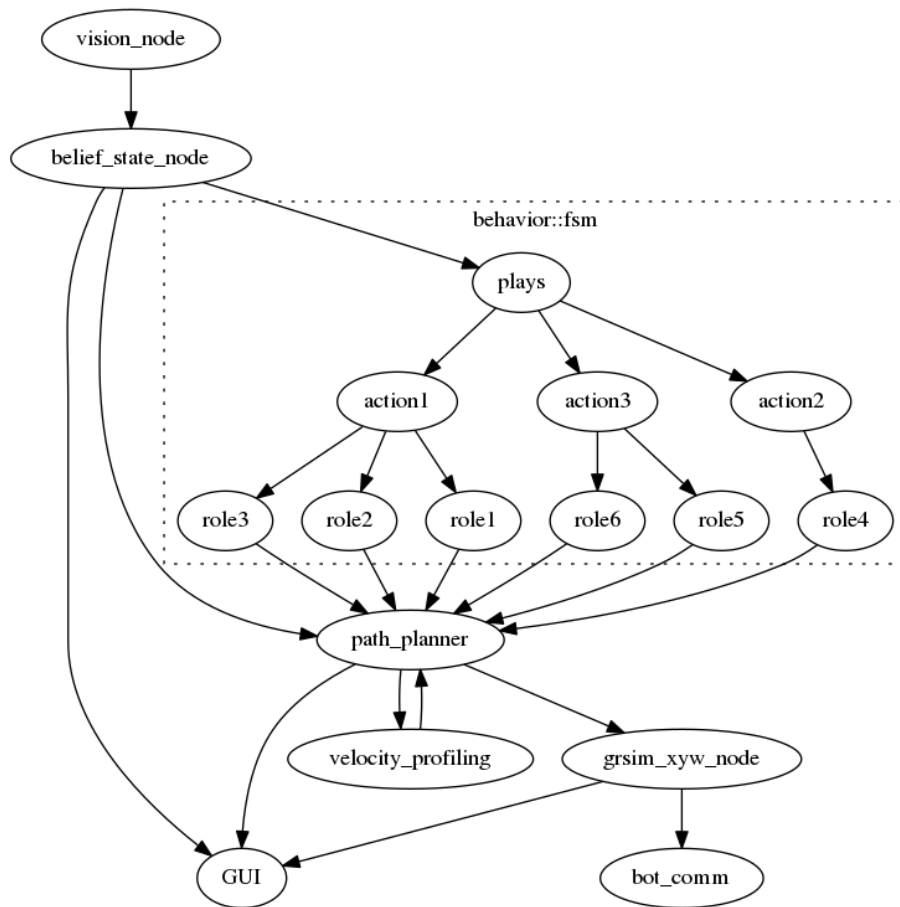 vision_node
belief_state_node
behavior::fsm
plays
action1
action3
action2
role3
role2
role1
role6
role5
role4
path_planner
velocity_profiling
grsim_xyw_node
GUI
bot_comm